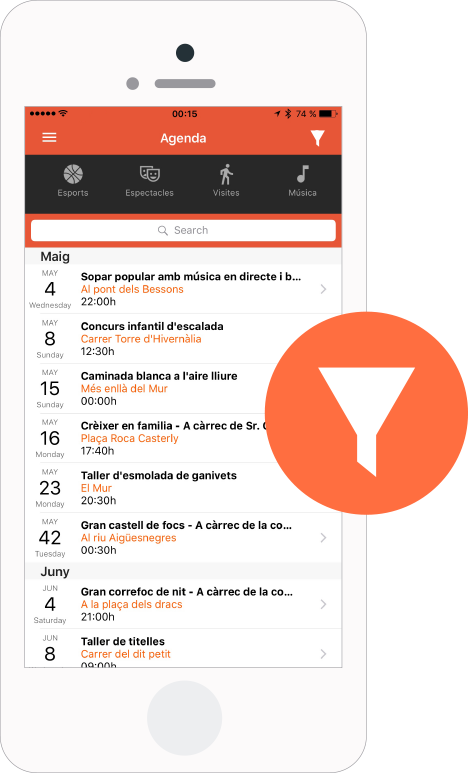 00:15
74 %
Agenda
Esports
Espectacles
Visites
Música
Search
Maig
MAY
4
Wednesday
Sopar popular amb música en directe i b...
Al pont dels Bessons
22:00h
MAY
8
Sunday
Concurs infantil d'escalada
Carrer Torre d'Hivernàlia
12:30h
MAY
15
Sunday
Caminada blanca a l'aire lliure
Més enllà del Mur
00:00h
MAY
16
Monday
Crèixer en familia - A càrrec de Sr.
Plaça Roca Casterly
17:40h
MAY
23
Monday
Taller d'esmolada de ganivets
El Mur
20:30h
MAY
42
Tuesday
Gran castell de focs - A càrrec de la co...
Al riu Aigüesnegres
00:30h
Juny
JUN
4
Saturday
Gran correfoc de nit - A càrrec de la co...
A la plaça dels dracs
21:00h
JUN
8
Taller de titelles
Carrer del dit petit
09:00h